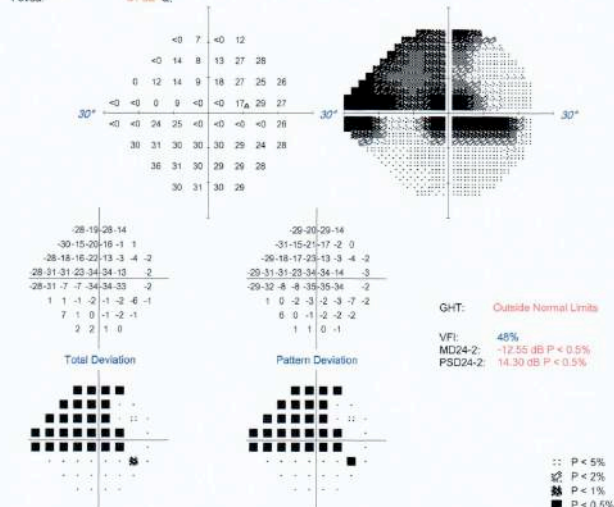 <0 7 <0 12
<0 14 8 13 27 28
0 12 14 9 18 27 25 26
<0 <0 0 9 <0 <0 17 29 27
30° 30° 30°
<0 <0 24 25 <0 <0 <0 <0 26
30 31 30 30 30 29 24 28
36 31 30 29 29 28
30 31 30 29
-28 -19 -28 -14
-30 -15 -20 -16 -1 1
-28 -18 -16 -22 -13 -3 -4 -2
-28 -31 -31 -23 -34 -34 -13 -2
-28 -31 -7 -7 -34 -34 -33 -2
1 1 -1 -2 -1 -2 -6 -1
7 1 0 -1 -2 -2
2 2 1 0
Total Deviation
-29 -20 -29 -14
-31 -15 -21 -17 -2 0
-29 -18 -17 -23 -13 -3 -4 -2
-29 -31 -31 -23 -34 -34 -14 -3
-29 -32 -8 -8 -35 -35 -34 -2
1 0 -2 -3 -2 -3 -7 -2
6 0 -1 -2 -2 -2
1 1 0 -1
Pattern Deviation
GHT: Outside Normal Limits
VFI: 48%
MD24-2: -12.55 dB P < 0.5%
PSD24-2: 14.30 dB P < 0.5%
P < 5%
P < 2%
P < 1%
P < 0.5%